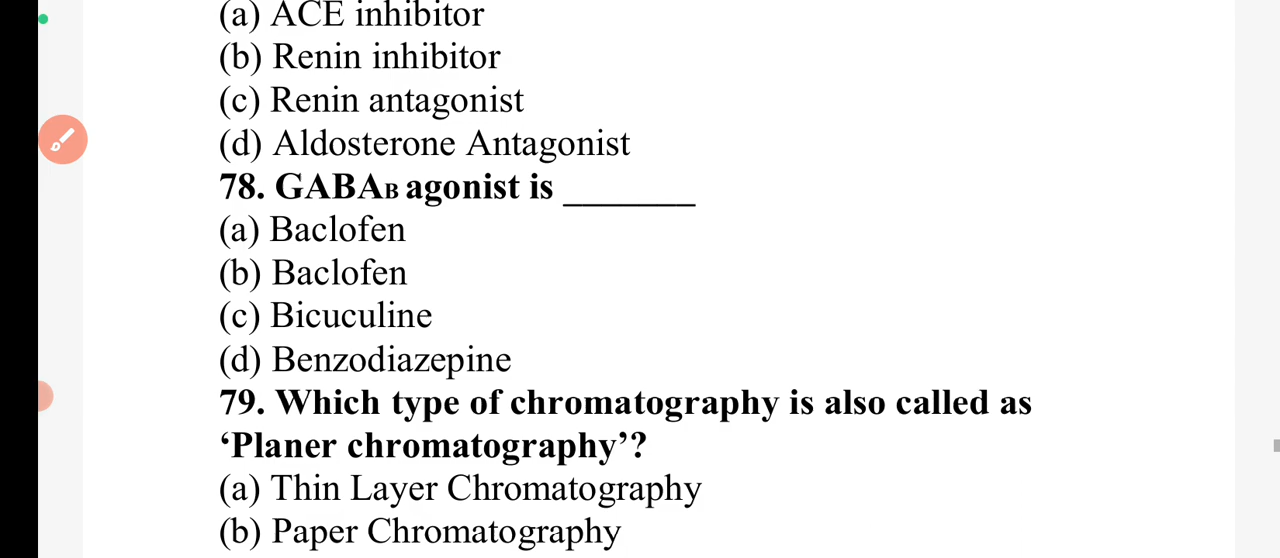 (a) ACE inhibitor
(b) Renin inhibitor
(c) Renin antagonist
(d) Aldosterone Antagonist
78. GABAB agonist is _______
(a) Baclofen
(b) Baclofen
(c) Bicuculine
(d) Benzodiazepine
79. Which type of chromatography is also called as
‘Planer chromatography’?
(a) Thin Layer Chromatography
(b) Paper Chromatography